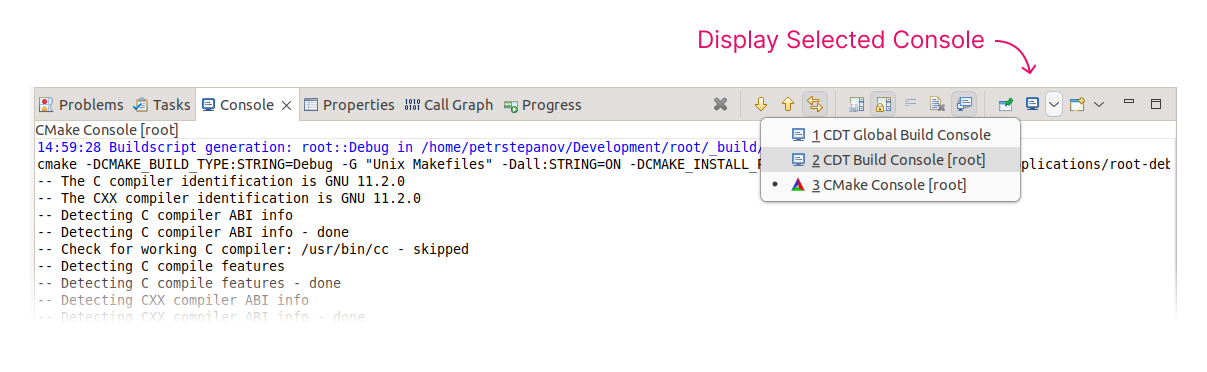 Display Selected Console
Problems Tasks Console Properties Call Graph Progress
CMake Console [root]
1 CDT Global Build Console
2 CDT Build Console [root]
3 CMake Console [root]
14:59:28 Buildscript generation: root::Debug in /home/petrstepanov/Development/root/_build/
cmake -DCMAKE_BUILD_TYPE:STRING=Debug -G "Unix Makefiles" -Dall:STRING=ON -DCMAKE_INSTALL_ plications/root-deb
-- The C compiler identification is GNU 11.2.0
-- The CXX compiler identification is GNU 11.2.0
-- Detecting C compiler ABI info
-- Detecting C compiler ABI info - done
-- Check for working C compiler: /usr/bin/cc - skipped
-- Detecting C compile features
-- Detecting C compile features - done
-- Detecting CXX compiler ABI info
-- Detecting CXX compiler ABI info - done